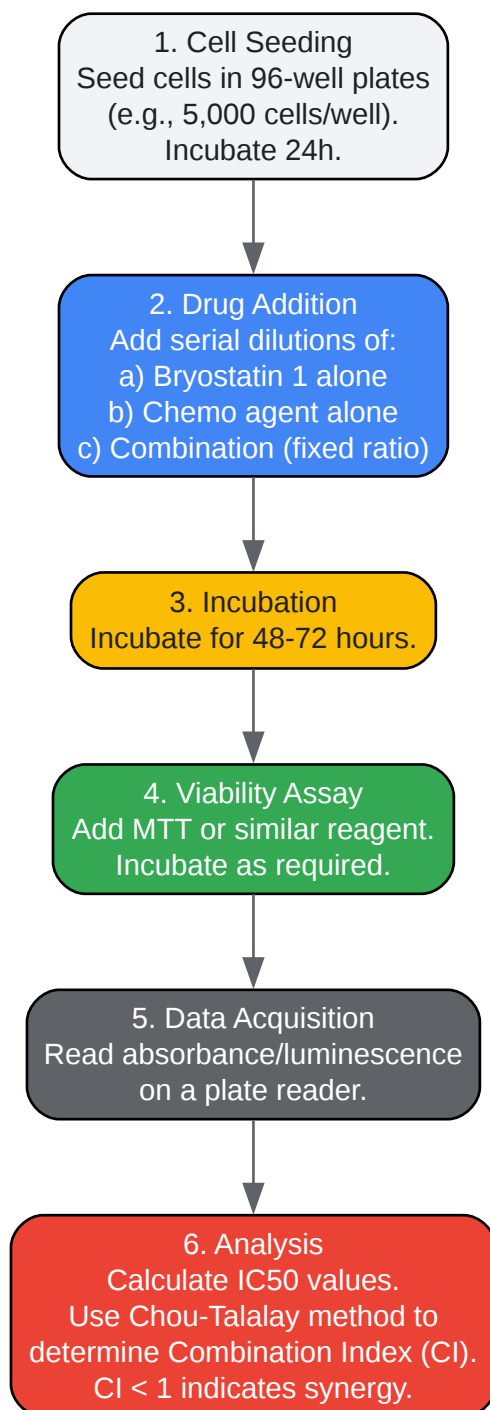 1. Cell Seeding
Seed cells in 96-well plates
(e.g., 5,000 cells/well).
Incubate 24h.
2. Drug Addition
Add serial dilutions of:
a) Bryostatin 1 alone
b) Chemo agent alone
c) Combination (fixed ratio)
3. Incubation
Incubate for 48-72 hours.
4. Viability Assay
Add MTT or similar reagent.
Incubate as required.
5. Data Acquisition
Read absorbance/luminescence
on a plate reader.
6. Analysis
Calculate IC50 values.
Use Chou-Talalay method to
determine Combination Index (CI).
CI < 1 indicates synergy.